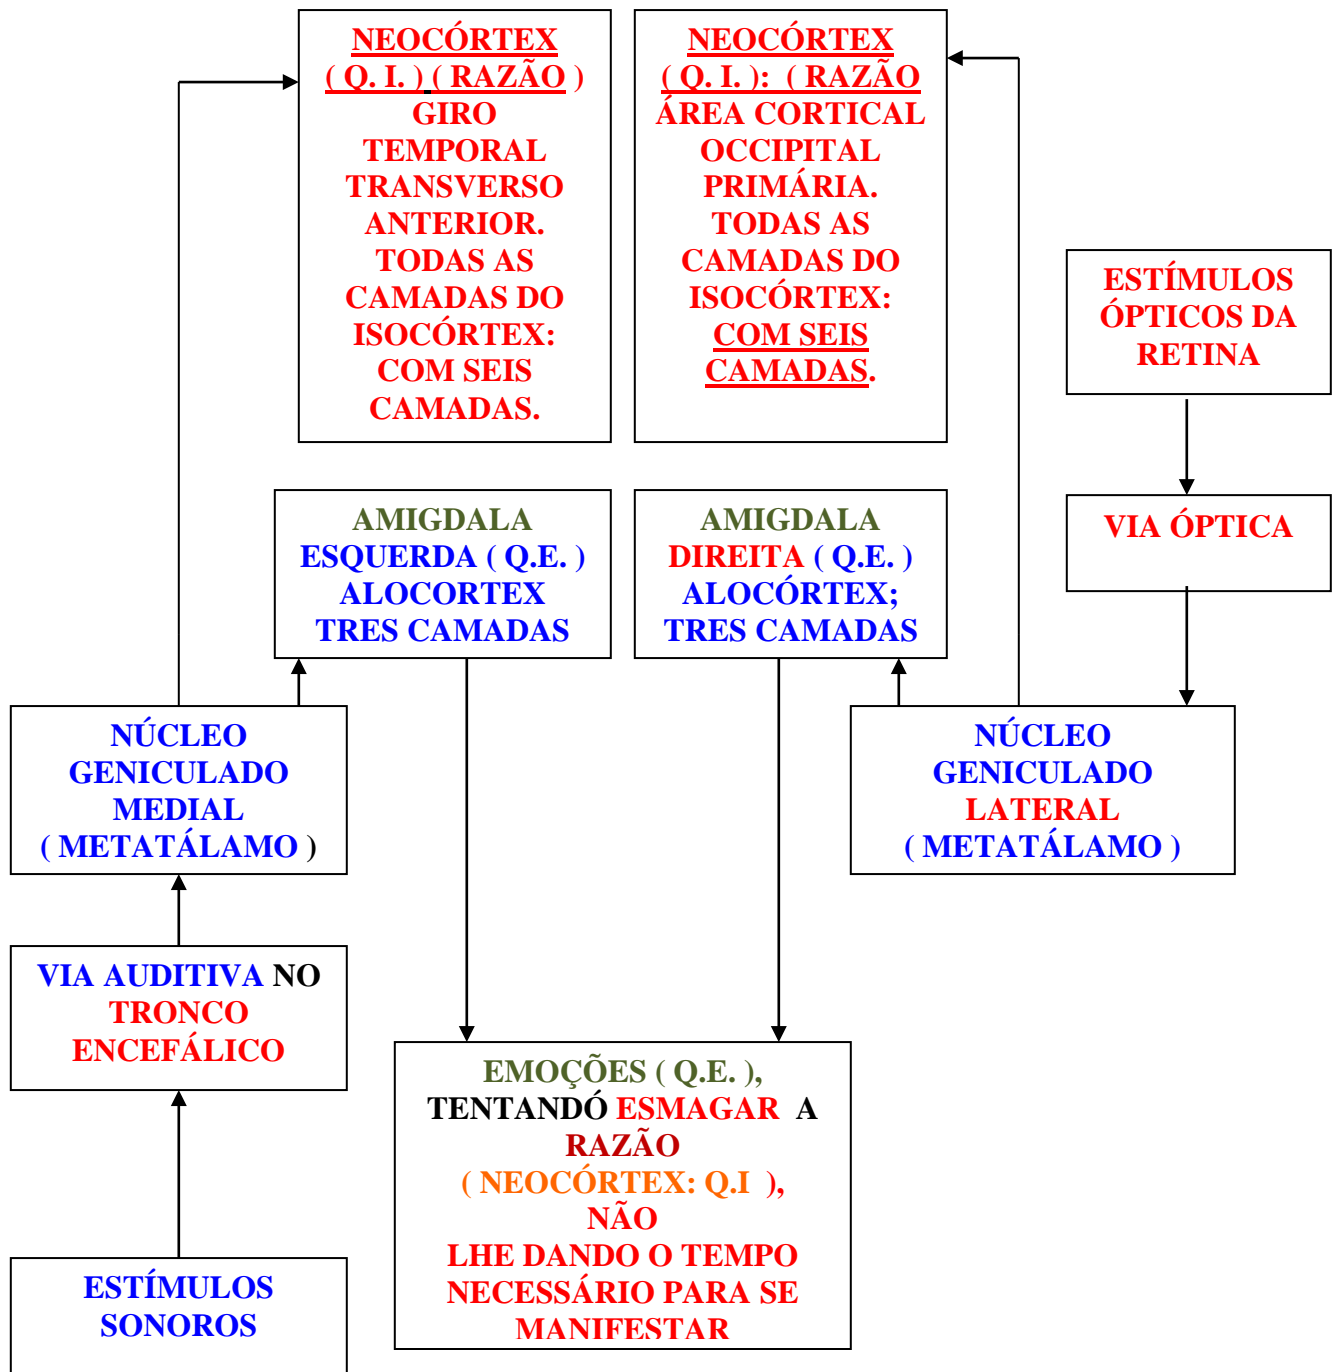 NEOCÓRTEX
( Q. I. ) ( RAZÃO )
GIRO
TEMPORAL
TRANSVERSO
ANTERIOR.
TODAS AS
CAMADAS DO
ISOCÓRTEX:
COM SEIS
CAMADAS.
NEOCÓRTEX
( Q. I. ): ( RAZÃO
ÁREA CORTICAL
OCCIPITAL
PRIMÁRIA.
TODAS AS
CAMADAS DO
ISOCÓRTEX:
COM SEIS
CAMADAS.
ESTÍMULOS
ÓPTICOS DA
RETINA
AMIGDALA
ESQUERDA ( Q.E. )
ALOCORTEX
TRES CAMADAS
AMIGDALA
DIREITA ( Q.E. )
ALOCÓRTEX;
TRES CAMADAS
VIA ÓPTICA
NÚCLEO
GENICULADO
MEDIAL
( METATÁLAMO )
NÚCLEO
GENICULADO
LATERAL
( METATÁLAMO )
VIA AUDITIVA NO
TRONCO
ENCEFÁLICO
EMOÇÕES ( Q.E. ),
TENTANDÓ ESMAGAR A
RAZÃO
( NEOCÓRTEX: Q.I ),
NÃO
LHE DANDO O TEMPO
NECESSÁRIO PARA SE
MANIFESTAR
ESTÍMULOS
SONOROS